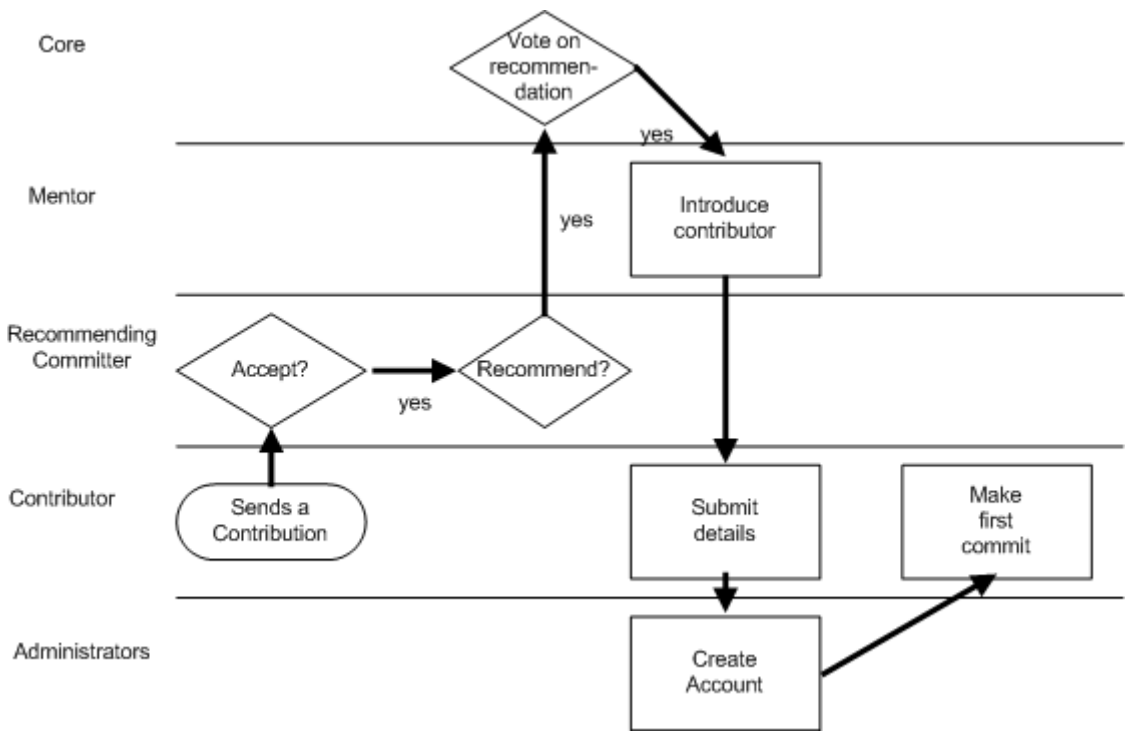 Core
Vote on
recommen-
dation
yes
Mentor
Introduce
contributor
yes
Recommending
Committer
Accept?
Recommend?
yes
Contributor
Sends a
Contribution
Submit
details
Make
first
commit
Administrators
Create
Account